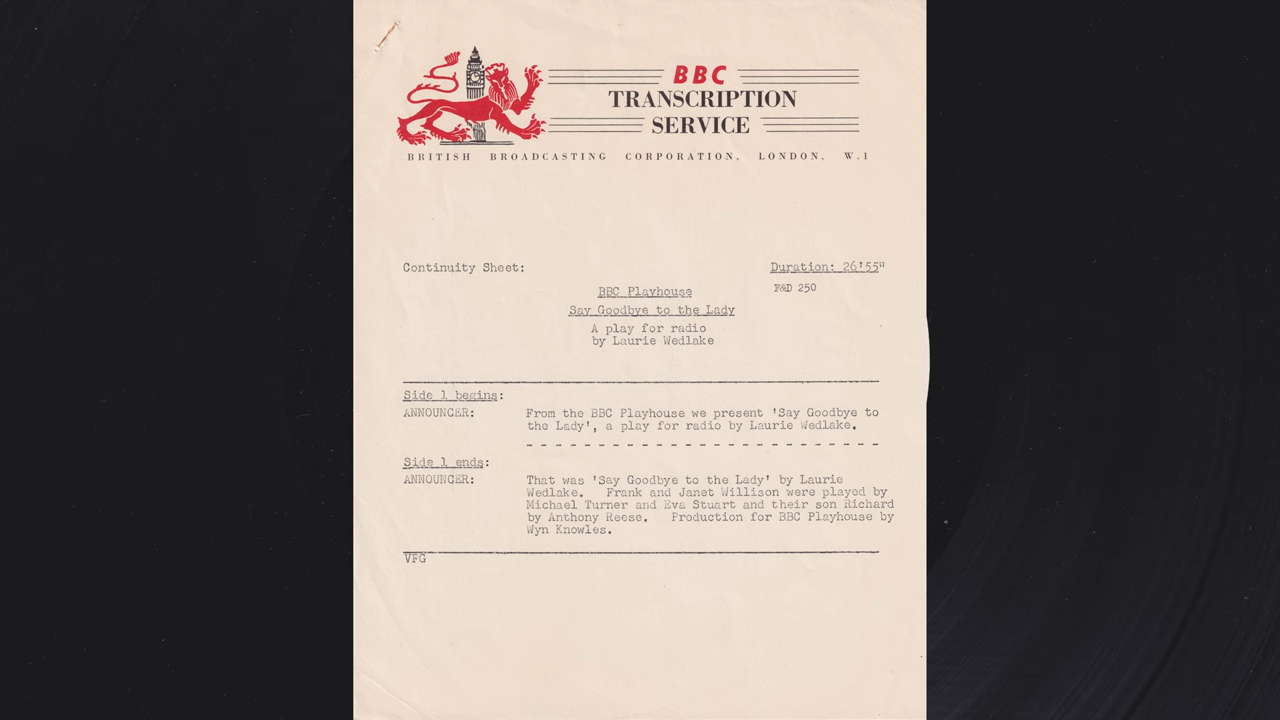 BBC
TRANSCRIPTION
SERVICE
BRITISH BROADCASTING CORPORATION, LONDON, W.1
Continuity Sheet:
Duration: 26'55"
F&D 250
BBC Playhouse
Say Goodbye to the Lady
A play for radio
by Laurie Wedlake
Side 1 begins:
ANNOUNCER: From the BBC Playhouse we present 'Say Goodbye to
the Lady', a play for radio by Laurie Wedlake.
Side 1 ends:
ANNOUNCER: That was 'Say Goodbye to the Lady' by Laurie
Wedlake. Frank and Janet Willison were played by
Michael Turner and Eva Stuart and their son Richard
by Anthony Reese. Production for BBC Playhouse by
Wyn Knowles.
VFG